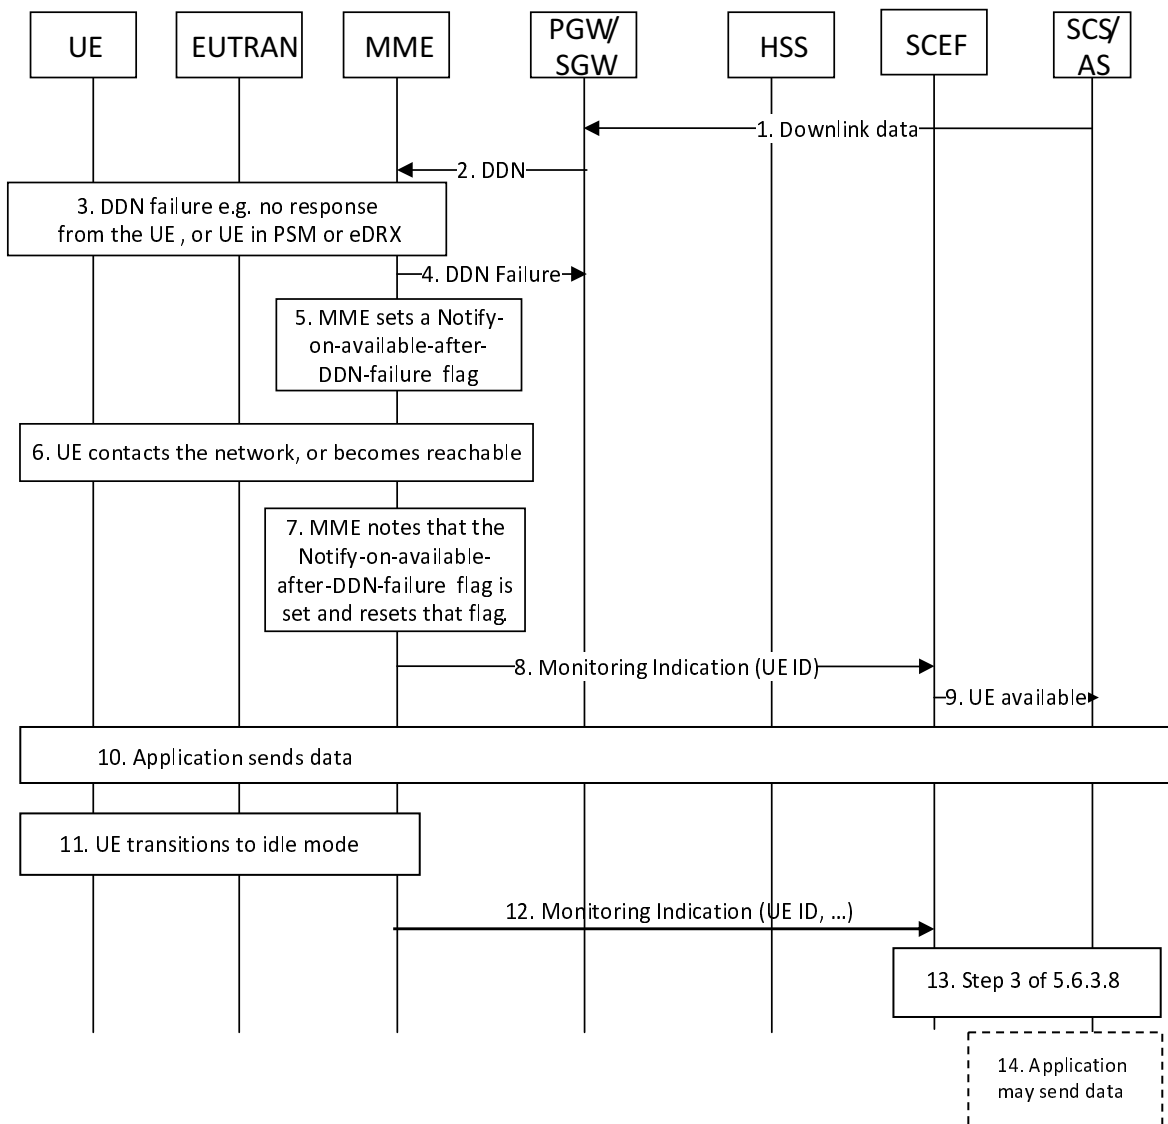 UE
EUTRAN
MME
PGW/
SGW
HSS
SCEF
SCS/
AS
1. Downlink data
2. DDN
3. DDN failure e.g. no response
from the UE , or UE in PSM or eDRX
4. DDN Failure
5. MME sets a Notify-
on-available-after-
DDN-failure flag
6. UE contacts the network, or becomes reachable
7. MME notes that the
Notify-on-available-
after-DDN-failure flag is
set and resets that flag.
8. Monitoring Indication (UE ID)
9. UE available
10. Application sends data
11. UE transitions to idle mode
12. Monitoring Indication (UE ID, ...)
13. Step 3 of 5.6.3.8
14. Application
may send data